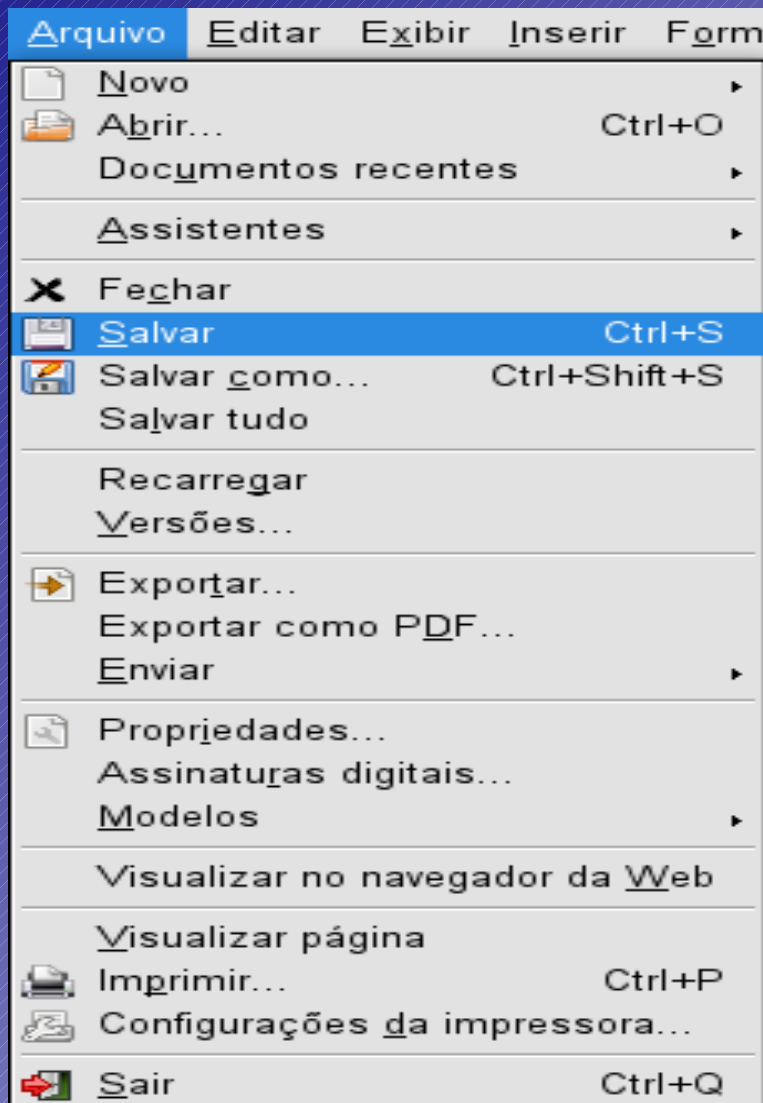 Arquivo Editar Exibir Inserir Form
Novo
Abrir... Ctrl+O
Documentos recentes
Assistentes
Fechar
Salvar Ctrl+S
Salvar como... Ctrl+Shift+S
Salvar tudo
Recarregar
Versões...
Exportar...
Exportar como PDF...
Enviar
Propriedades...
Assinaturas digitais...
Modelos
Visualizar no navegador da Web
Visualizar página
Imprimir... Ctrl+P
Configurações da impressora...
Sair Ctrl+Q